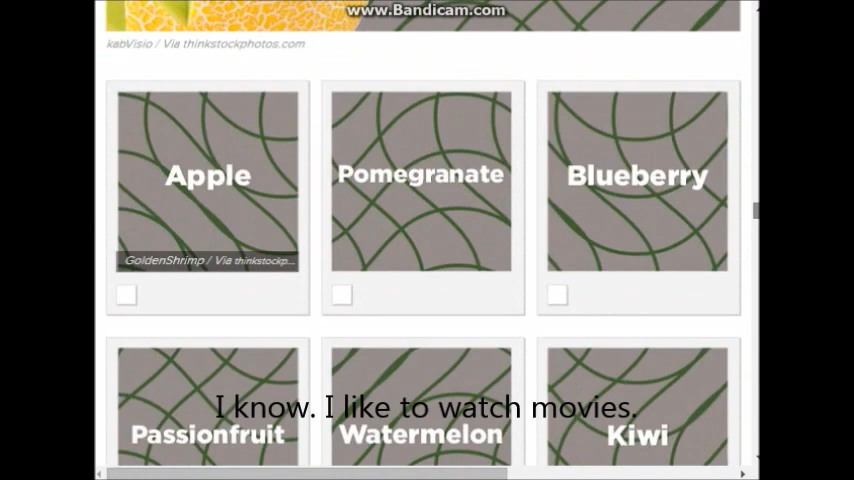 www.Bandicam.com
kabVisio / Via thinkstockphotos.com
Apple
Pomegranate
Blueberry
GoldenShrimp / Via thinkstockp...
I know. I like to watch movies.
Passionfruit
Watermelon
Kiwi